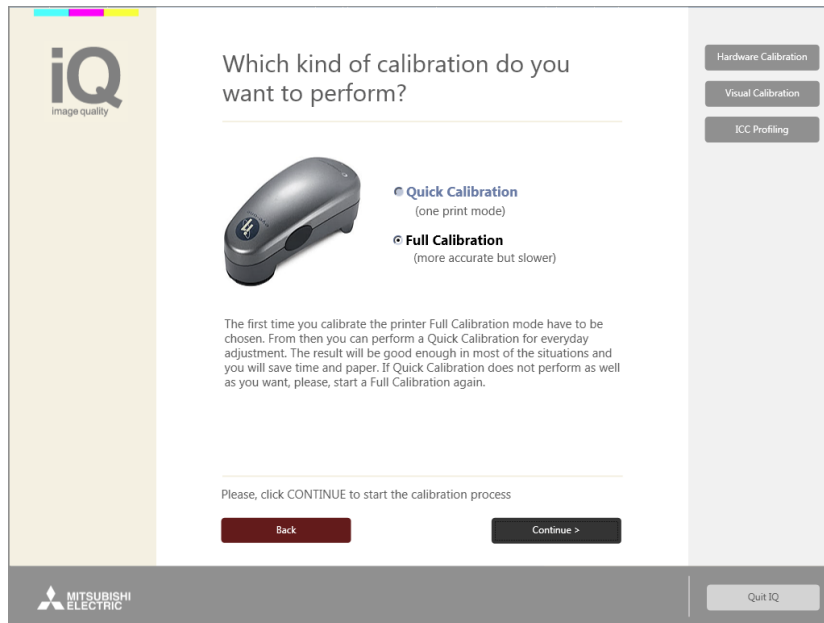 iQ
image quality
Which kind of calibration do you
want to perform?
Hardware Calibration
Visual Calibration
ICC Profiling
Quick Calibration
(one print mode)
Full Calibration
(more accurate but slower)
The first time you calibrate the printer Full Calibration mode have to be
chosen. From then you can perform a Quick Calibration for everyday
adjustment. The result will be good enough in most of the situations and
you will save time and paper. If Quick Calibration does not perform as well
as you want, please, start a Full Calibration again.
Please, click CONTINUE to start the calibration process
Back
Continue >
MITSUBISHI
ELECTRIC
Quit IQ